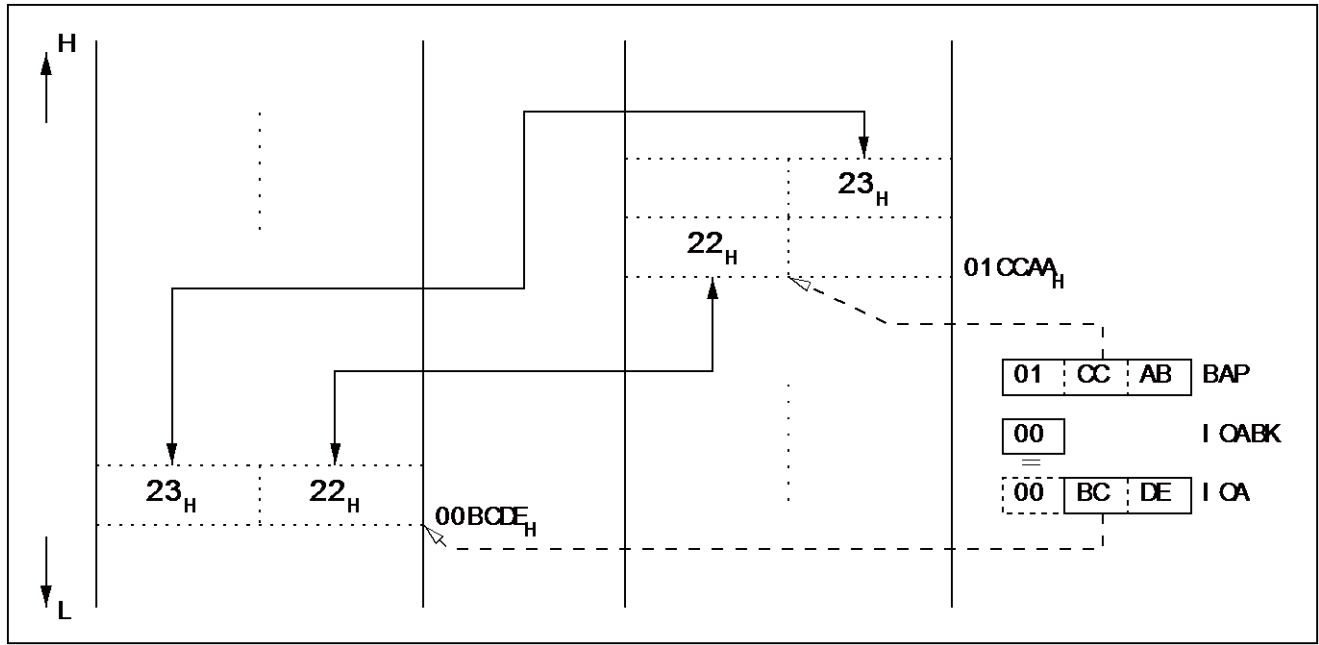 H
23H
22H
01CCAAH
01 CC AB BAP
00 IOABK
=
00 BC DE IOA
23H 22H
00BCDEH
L